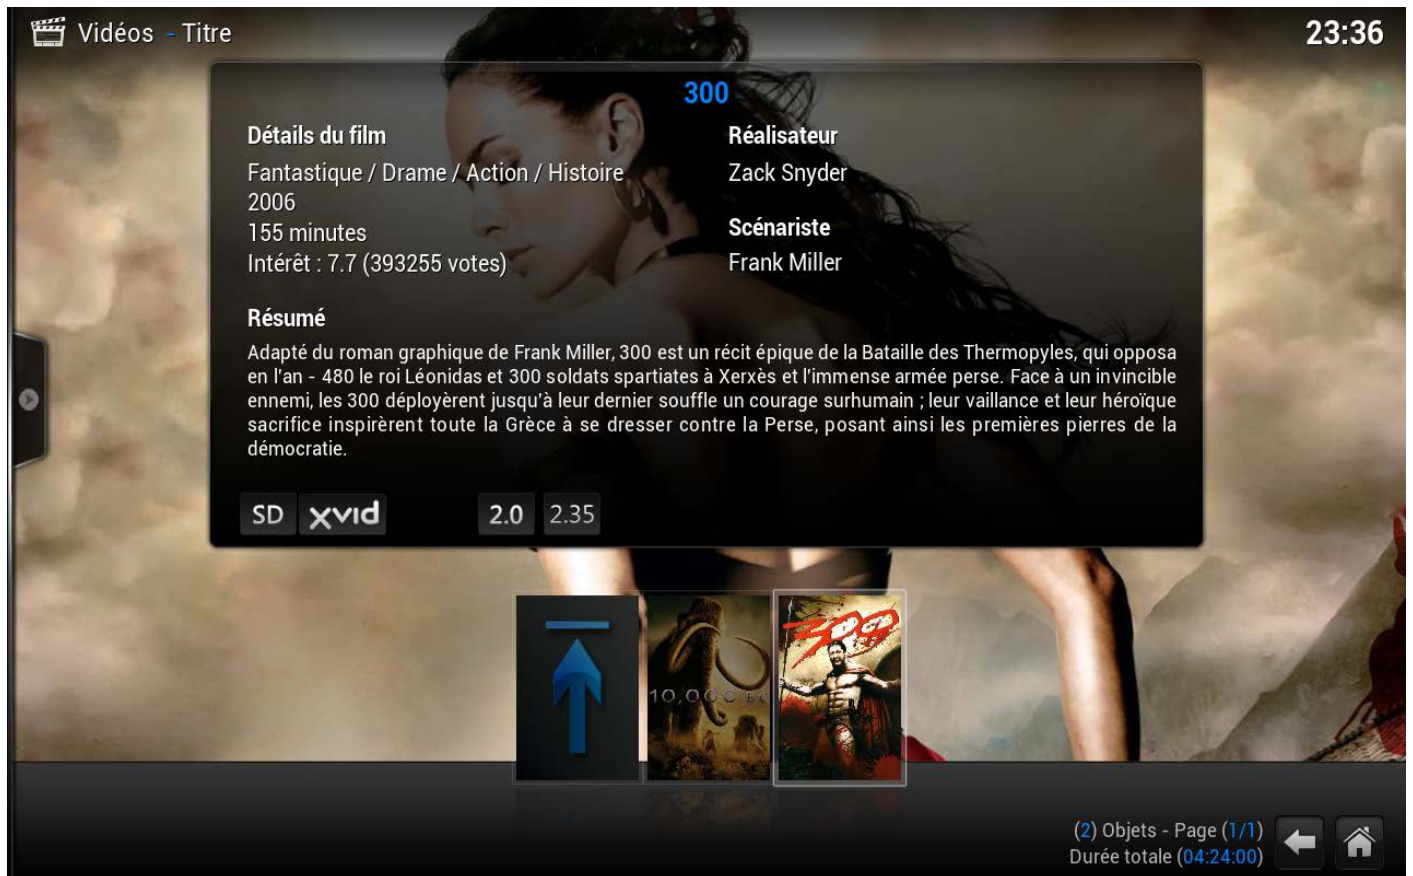 Vidéos - Titre
23:36
300
Détails du film
Fantastique / Drame / Action / Histoire
2006
155 minutes
Intérêt : 7.7 (393255 votes)
Réalisateur
Zack Snyder
Scénariste
Frank Miller
Résumé
Adapté du roman graphique de Frank Miller, 300 est un récit épique de la Bataille des Thermopyles, qui opposa
en l'an - 480 le roi Léonidas et 300 soldats spartiates à Xerxès et l'immense armée perse. Face à un invincible
ennemi, les 300 déployèrent jusqu'à leur dernier souffle un courage surhumain ; leur vaillance et leur héroïque
sacrifice inspirèrent toute la Grèce à se dresser contre la Perse, posant ainsi les premières pierres de la
démocratie.
SD xvid 2.0 2.35
10,000 BC
300
(2) Objets - Page (1/1)
Durée totale (04:24:00)